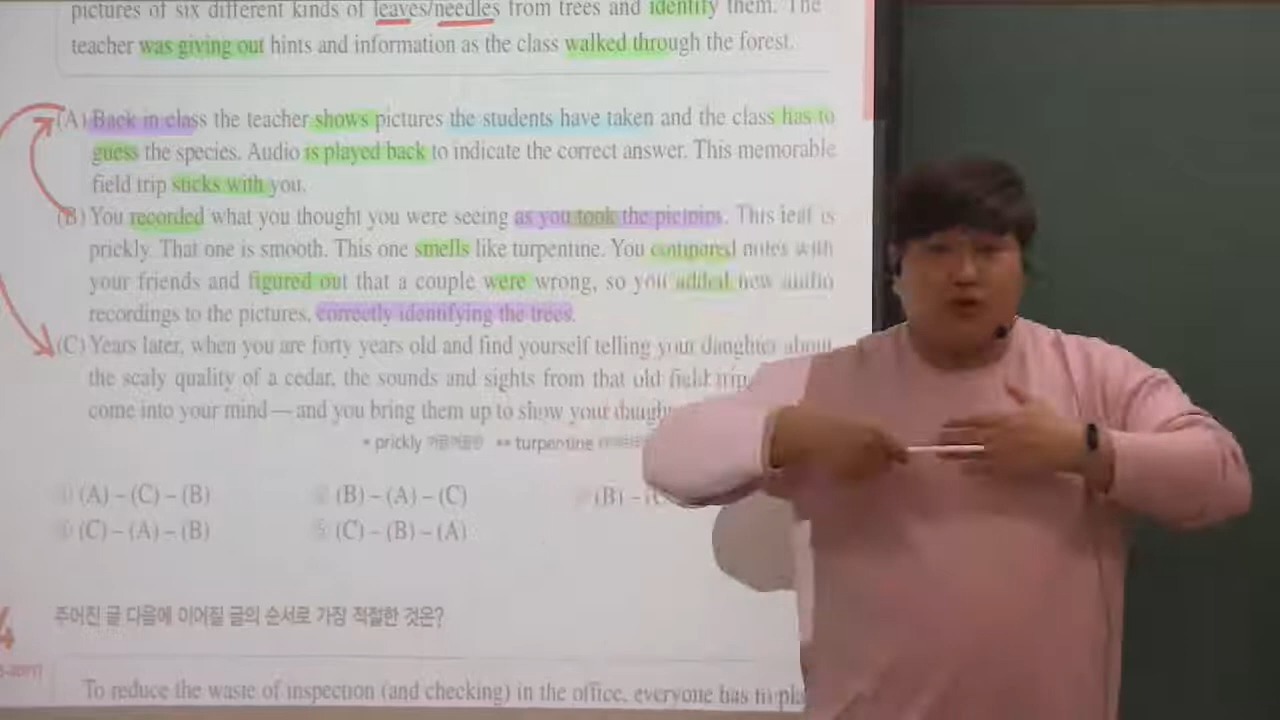 pictures of six different kinds of leaves/needles from trees and identify them. The
teacher was giving out hints and information as the class walked through the forest.
(A) Back in class the teacher shows pictures the students have taken and the class has to
guess the species. Audio is played back to indicate the correct answer. This memorable
field trip sticks with you.
(B) You recorded what you thought you were seeing as you took the This leaf is
prickly. That one is smooth. This one smells like turpentine. You compared notes with
your friends and figured out that a couple were wrong, so you added new audio
recordings to the pictures, correctly identifying the trees.
(C) Years later, when you are forty years old and find yourself telling your daughter about
the scaly quality of a cedar, the sounds and sights from that old field trip
come into your mind — and you bring them up to show your
* prickly ** turpentine
① (A) – (C) – (B) ② (B) – (A) – (C) (B) –
④ (C) – (A) – (B) ⑤ (C) – (B) – (A)
4 주어진 글 다음에 이어질 글의 순서로 가장 적절한 것은?
To reduce the waste of inspection (and checking) in the office, everyone has to